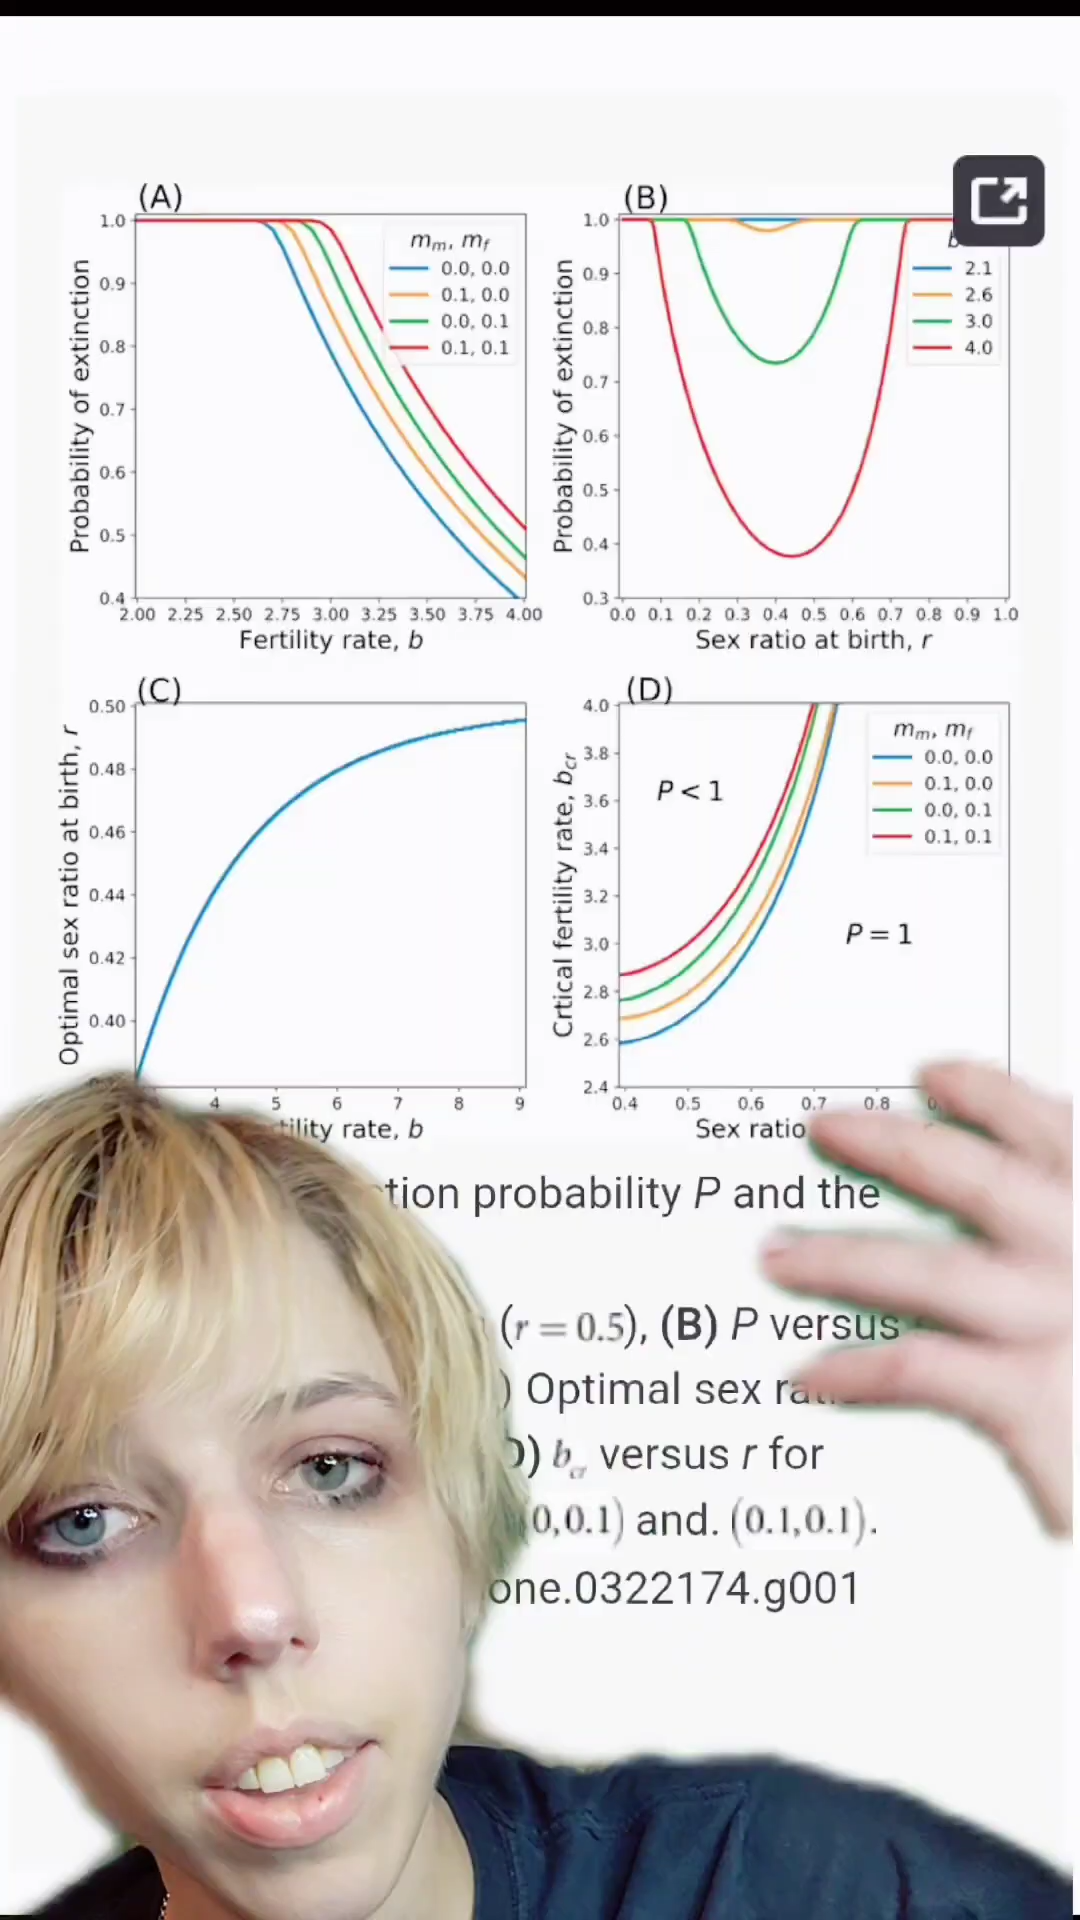 (A)
(B)
1.0
0.9
0.8
0.7
0.6
0.5
0.4
Probability of extinction
m_m, m_f
0.0, 0.0
0.1, 0.0
0.0, 0.1
0.1, 0.1
2.00 2.25 2.50 2.75 3.00 3.25 3.50 3.75 4.00
Fertility rate, b
1.0
0.9
0.8
0.7
0.6
0.5
0.4
0.3
Probability of extinction
b
2.1
2.6
3.0
4.0
0.0 0.1 0.2 0.3 0.4 0.5 0.6 0.7 0.8 0.9 1.0
Sex ratio at birth, r
(C)
(D)
0.50
0.48
0.46
0.44
0.42
0.40
Optimal sex ratio at birth, r
4 5 6 7 8 9
tility rate, b
4.0
3.8
3.6
3.4
3.2
3.0
2.8
2.6
2.4
Crtical fertility rate, b_cr
P < 1
P = 1
m_m, m_f
0.0, 0.0
0.1, 0.0
0.0, 0.1
0.1, 0.1
0.4 0.5 0.6 0.7 0.8
Sex ratio
tion probability P and the
(r = 0.5), (B) P versus
) Optimal sex
D) b_cr versus r for
0,0.1) and. (0.1,0.1).
one.0322174.g001